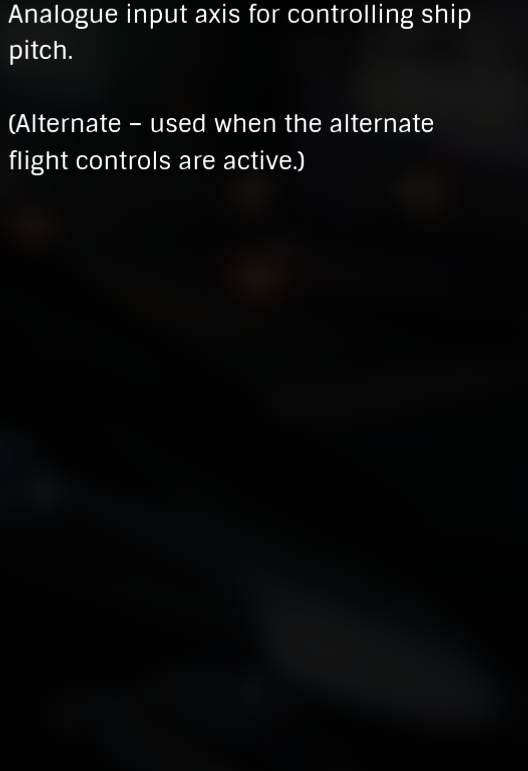 Analogue input axis for controlling ship
pitch.
(Alternate – used when the alternate
flight controls are active.)